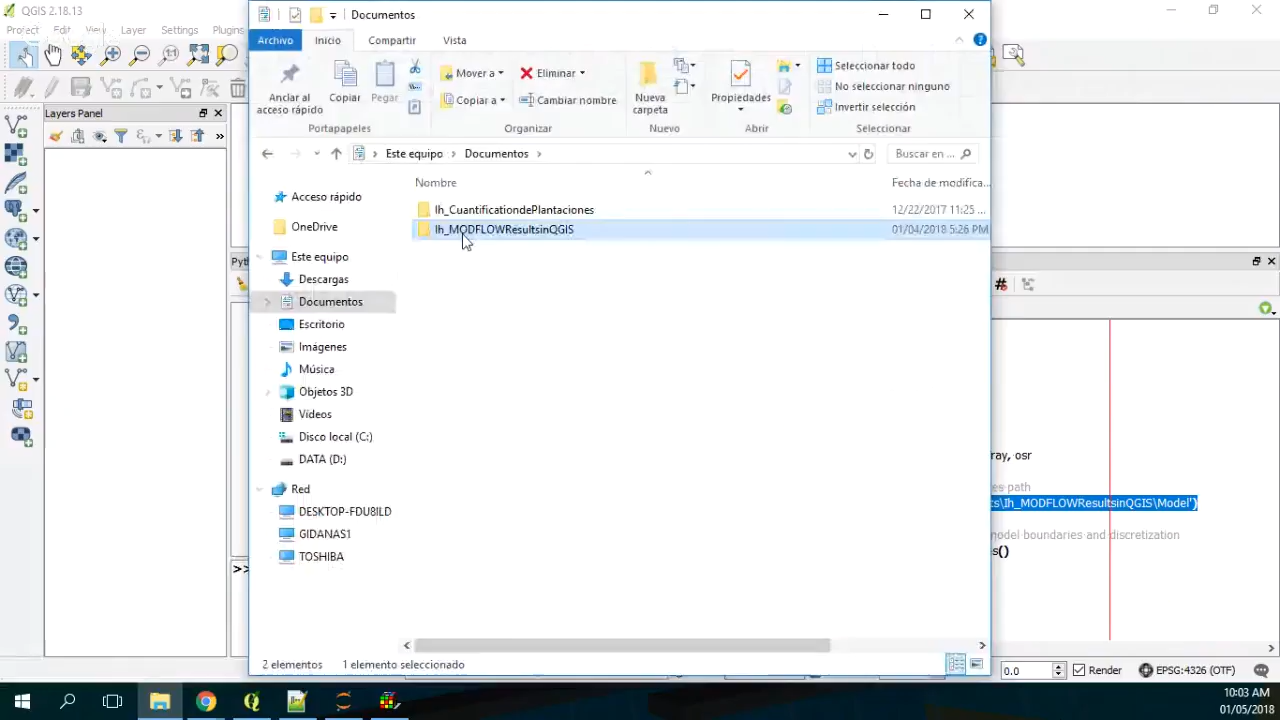 QGIS 2.18.13
Documentos
Project Edit View Layer Settings Plugins
Archivo Inicio Compartir Vista
Anclar al acceso rápido
Copiar
Pegar
Mover a
Copiar a
Eliminar
Cambiar nombre
Nueva carpeta
Propiedades
Seleccionar todo
No seleccionar ninguno
Invertir selección
Portapapeles Organizar Nuevo Abrir Seleccionar
Layers Panel
Este equipo Documentos
Buscar en ...
Nombre Fecha de modifica...
Ih_CuantificationdePlantaciones 12/22/2017 11:25 ...
Ih_MODFLOWResultsinQGIS 01/04/2018 5:26 PM
Acceso rápido
OneDrive
Este equipo
Descargas
Documentos
Escritorio
Imágenes
Música
Objetos 3D
Vídeos
Disco local (C:)
DATA (D:)
Red
DESKTOP-FDU8ILD
GIDANAS1
TOSHIBA
Pyth
>>
ray, osr
es path
cs\Ih_MODFLOWResultsinQGIS\Model')
model boundaries and discretization
s()
2 elementos 1 elemento seleccionado
0.0 Render EPSG:4326 (OTF)
10:03 AM
01/05/2018